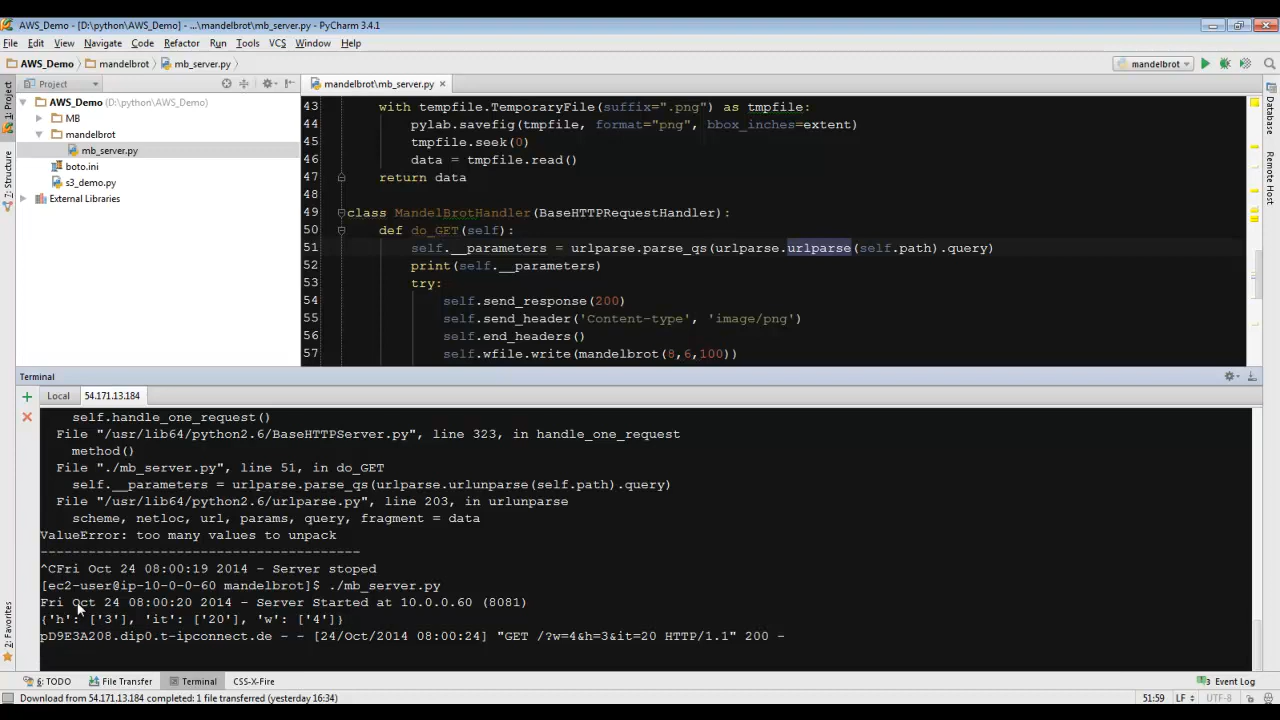 AWS_Demo - [D:\python\AWS_Demo] - ...\mandelbrot\mb_server.py - PyCharm 3.4.1
File Edit View Navigate Code Refactor Run Tools VCS Window Help
AWS_Demo mandelbrot mb_server.py mandelbrot
Project mandelbrot\mb_server.py
AWS_Demo (D:\python\AWS_Demo)
MB
mandelbrot
mb_server.py
boto.ini
s3_demo.py
External Libraries
1: Project
7: Structure
2: Favorites
Database
Remote Host
43 with tempfile.TemporaryFile(suffix=".png") as tmpfile:
44 pylab.savefig(tmpfile, format="png", bbox_inches=extent)
45 tmpfile.seek(0)
46 data = tmpfile.read()
47 return data
48
49 class MandelBrotHandler(BaseHTTPRequestHandler):
50 def do_GET(self):
51 self.__parameters = urlparse.parse_qs(urlparse.urlparse(self.path).query)
52 print(self.__parameters)
53 try:
54 self.send_response(200)
55 self.send_header('Content-type', 'image/png')
56 self.end_headers()
57 self.wfile.write(mandelbrot(8,6,100))
Terminal
Local 54.171.13.184
self.handle_one_request()
File "/usr/lib64/python2.6/BaseHTTPServer.py", line 323, in handle_one_request
method()
File "./mb_server.py", line 51, in do_GET
self.__parameters = urlparse.parse_qs(urlparse.urlunparse(self.path).query)
File "/usr/lib64/python2.6/urlparse.py", line 203, in urlunparse
scheme, netloc, url, params, query, fragment = data
ValueError: too many values to unpack
----------------------------------------
^CFri Oct 24 08:00:19 2014 - Server stoped
[ec2-user@ip-10-0-0-60 mandelbrot]$ ./mb_server.py
Fri Oct 24 08:00:20 2014 - Server Started at 10.0.0.60 (8081)
{'h': ['3'], 'it': ['20'], 'w': ['4']}
pD9E3A208.dip0.t-ipconnect.de - - [24/Oct/2014 08:00:24] "GET /?w=4&h=3&it=20 HTTP/1.1" 200 -
6: TODO File Transfer Terminal CSS-X-Fire Event Log
Download from 54.171.13.184 completed: 1 file transferred (yesterday 16:34) 51:59 LF UTF-8